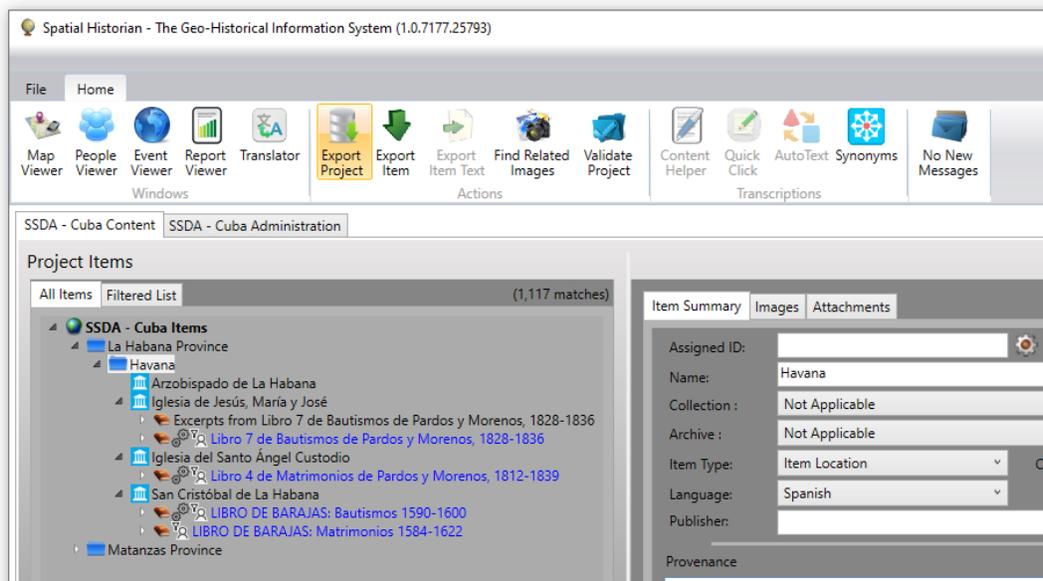 Spatial Historian - The Geo-Historical Information System (1.0.7177.25793)
File Home
Map Viewer
People Viewer
Event Viewer
Report Viewer
Translator
Windows
Export Project
Export Item
Export Item Text
Find Related Images
Validate Project
Actions
Content Helper
Quick Click
AutoText
Synonyms
Transcriptions
No New Messages
SSDA - Cuba Content SSDA - Cuba Administration
Project Items
All Items Filtered List (1,117 matches)
SSDA - Cuba Items
La Habana Province
Havana
Arzobispado de La Habana
Iglesia de Jesús, María y José
Excerpts from Libro 7 de Bautismos de Pardos y Morenos, 1828-1836
Libro 7 de Bautismos de Pardos y Morenos, 1828-1836
Iglesia del Santo Ángel Custodio
Libro 4 de Matrimonios de Pardos y Morenos, 1812-1839
San Cristóbal de La Habana
LIBRO DE BARAJAS: Bautismos 1590-1600
LIBRO DE BARAJAS: Matrimonios 1584-1622
Matanzas Province
Item Summary Images Attachments
Assigned ID:
Name: Havana
Collection : Not Applicable
Archive : Not Applicable
Item Type: Item Location
Language: Spanish
Publisher:
Provenance